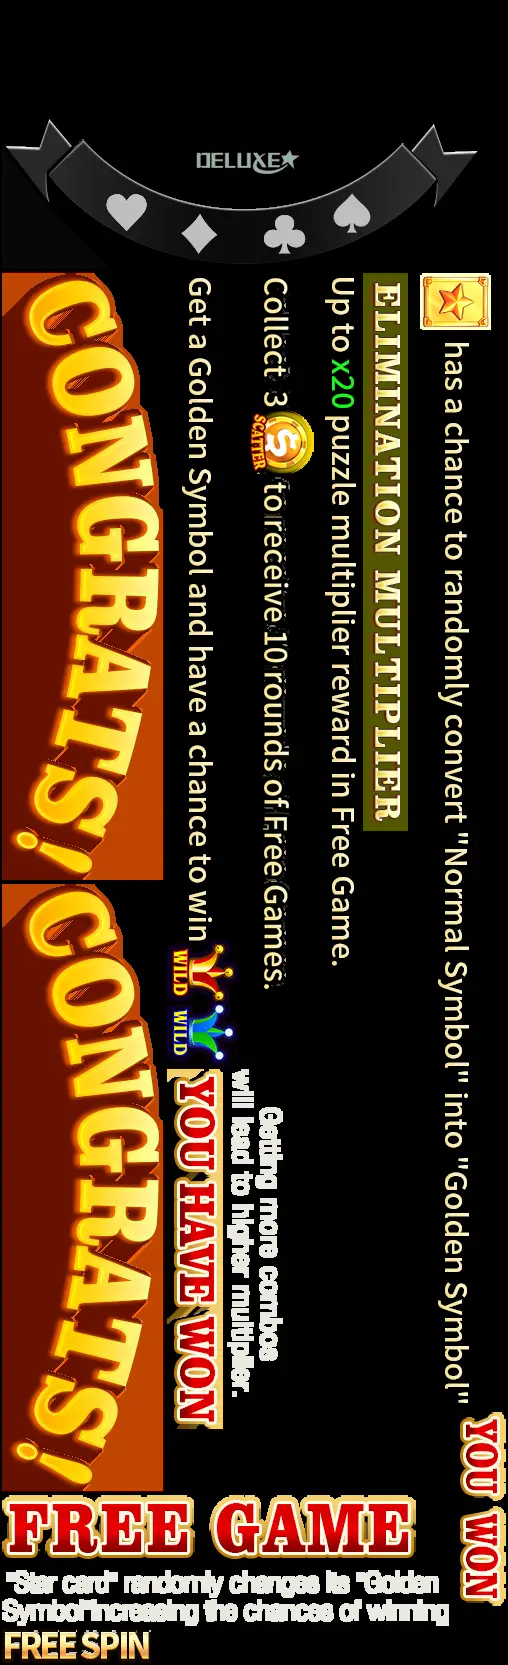 DELUXE
has a chance to randomly convert "Normal Symbol" into "Golden Symbol"
ELIMINATION MULTIPLIER
Up to x20 puzzle multiplier reward in Free Game.
Collect 3 SCATTER to receive 10 rounds of Free Games.
Get a Golden Symbol and have a chance to win WILD WILD
CONGRATS!
CONGRATS!
Getting more combos
will lead to higher multiplier.
YOU HAVE WON
YOU WON
FREE GAME
"Star card" randomly changes its "Golden
Symbol"increasing the chances of winning
FREE SPIN